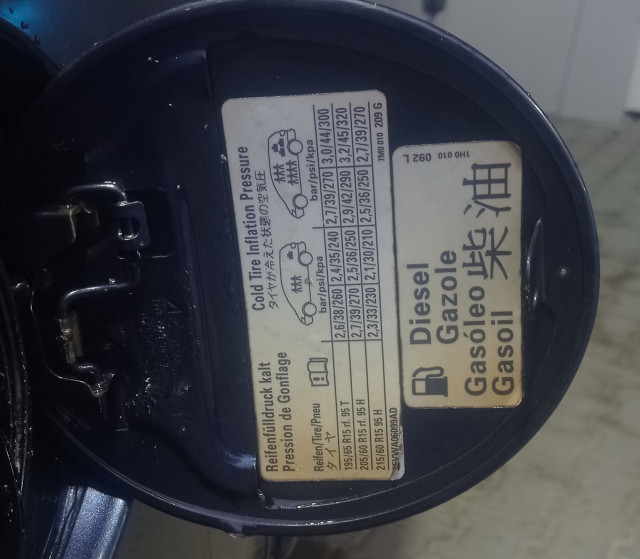 Reifenfülldruck kalt
Cold Tire Inflation Pressure
Pression de Gonflage
タイヤが冷えた状態の空気圧
Reifen/Tire/Pneu
タイヤ
bar/psi/kpa
bar/psi/kpa
195/65 R15 rf. 95 T 2,6/38/260 2,4/35/240 2,7/39/270 3,0/44/300
205/60 R15 rf. 95 H 2,7/39/270 2,5/36/250 2,9/42/290 3,2/45/320
215/60 R15 95 H 2,3/33/230 2,1/30/210 2,5/36/250 2,7/39/270
7M0 010 209 G
1H0 010 092 L
Diesel
Gazole
Gasóleo
Gasoil
柴油